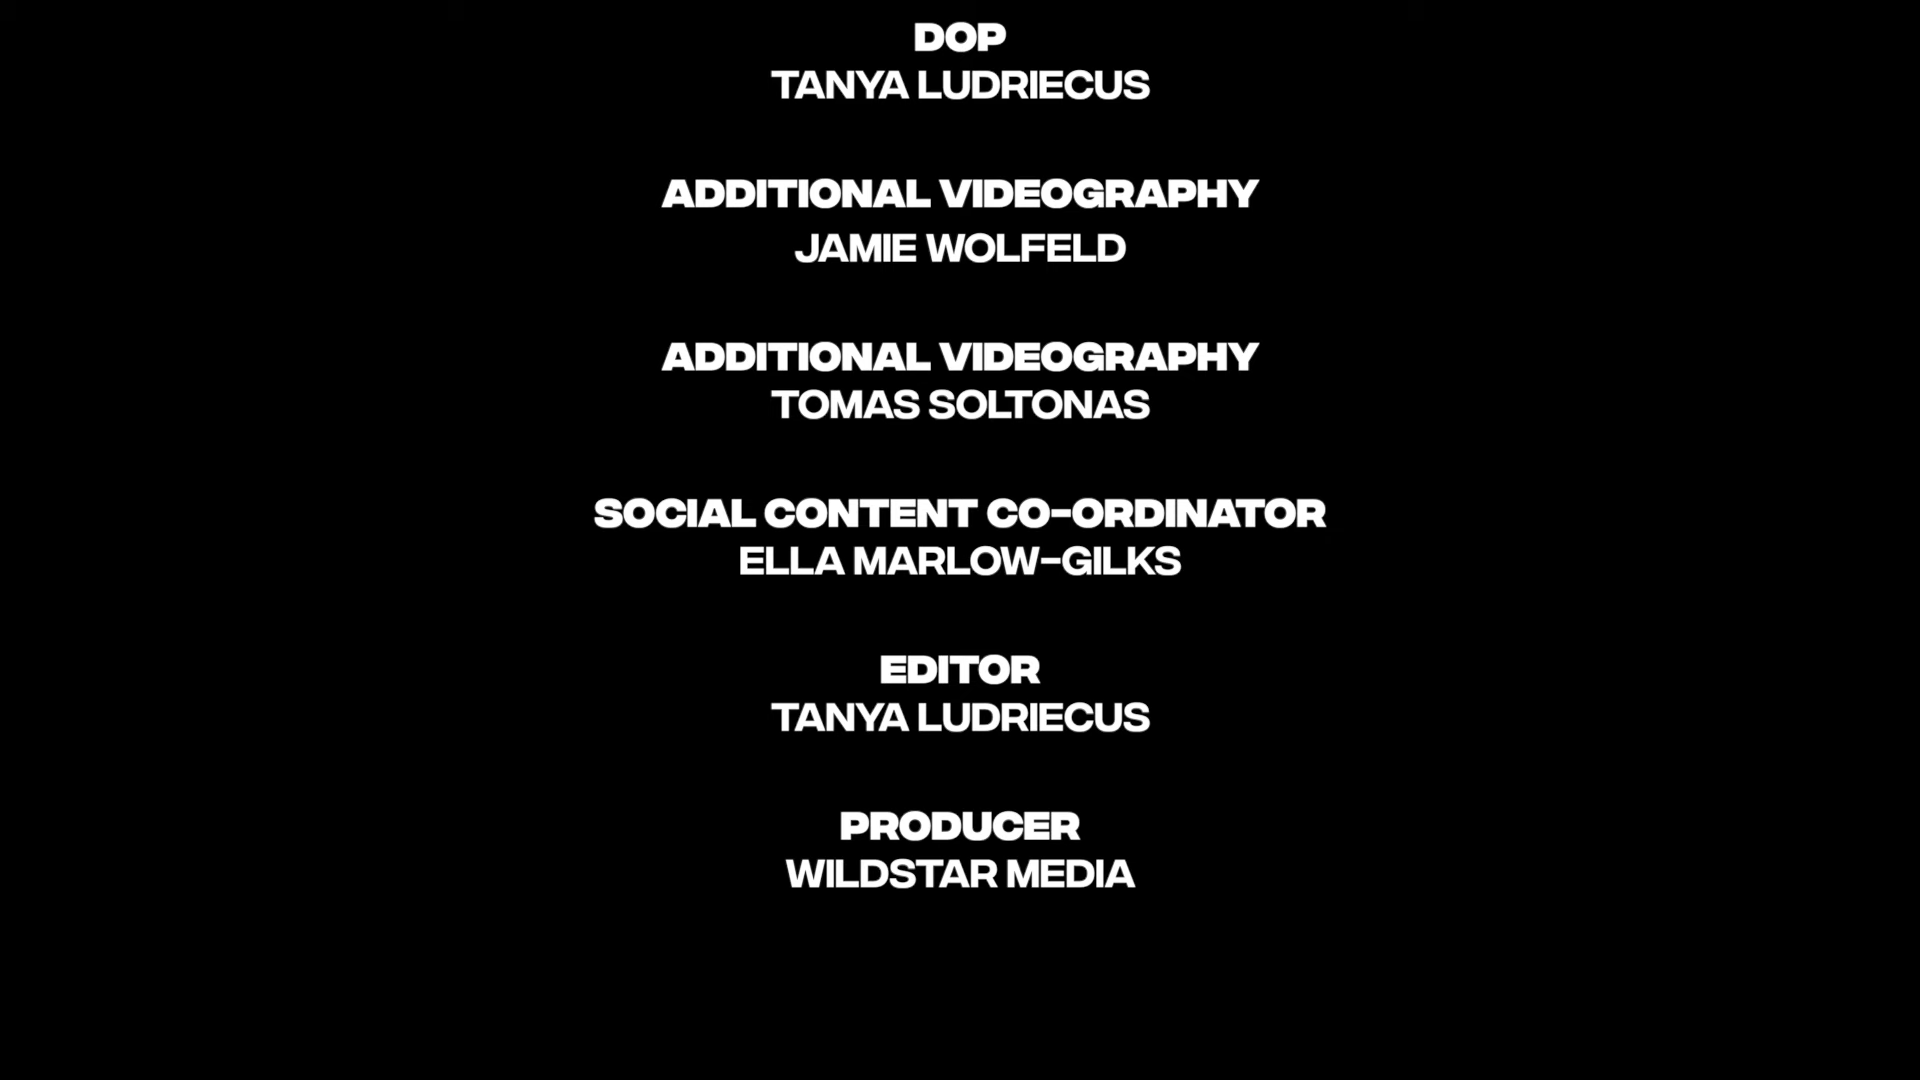 DOP
TANYA LUDRIECUS
ADDITIONAL VIDEOGRAPHY
JAMIE WOLFELD
ADDITIONAL VIDEOGRAPHY
TOMAS SOLTONAS
SOCIAL CONTENT CO-ORDINATOR
ELLA MARLOW-GILKS
EDITOR
TANYA LUDRIECUS
PRODUCER
WILDSTAR MEDIA